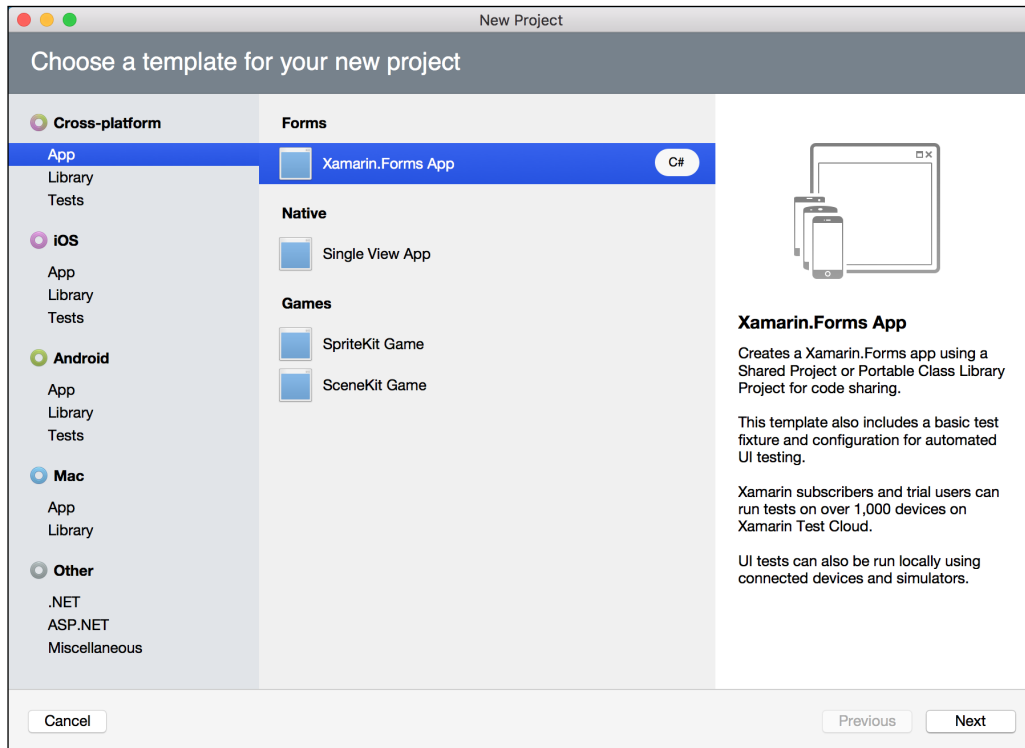 New Project
Choose a template for your new project
Cross-platform
App
Library
Tests
iOS
App
Library
Tests
Android
App
Library
Tests
Mac
App
Library
Other
.NET
ASP.NET
Miscellaneous
Forms
Xamarin.Forms App
C#
Native
Single View App
Games
SpriteKit Game
SceneKit Game
Xamarin.Forms App
Creates a Xamarin.Forms app using a
Shared Project or Portable Class Library
Project for code sharing.
This template also includes a basic test
fixture and configuration for automated
UI testing.
Xamarin subscribers and trial users can
run tests on over 1,000 devices on
Xamarin Test Cloud.
UI tests can also be run locally using
connected devices and simulators.
Cancel
Previous
Next